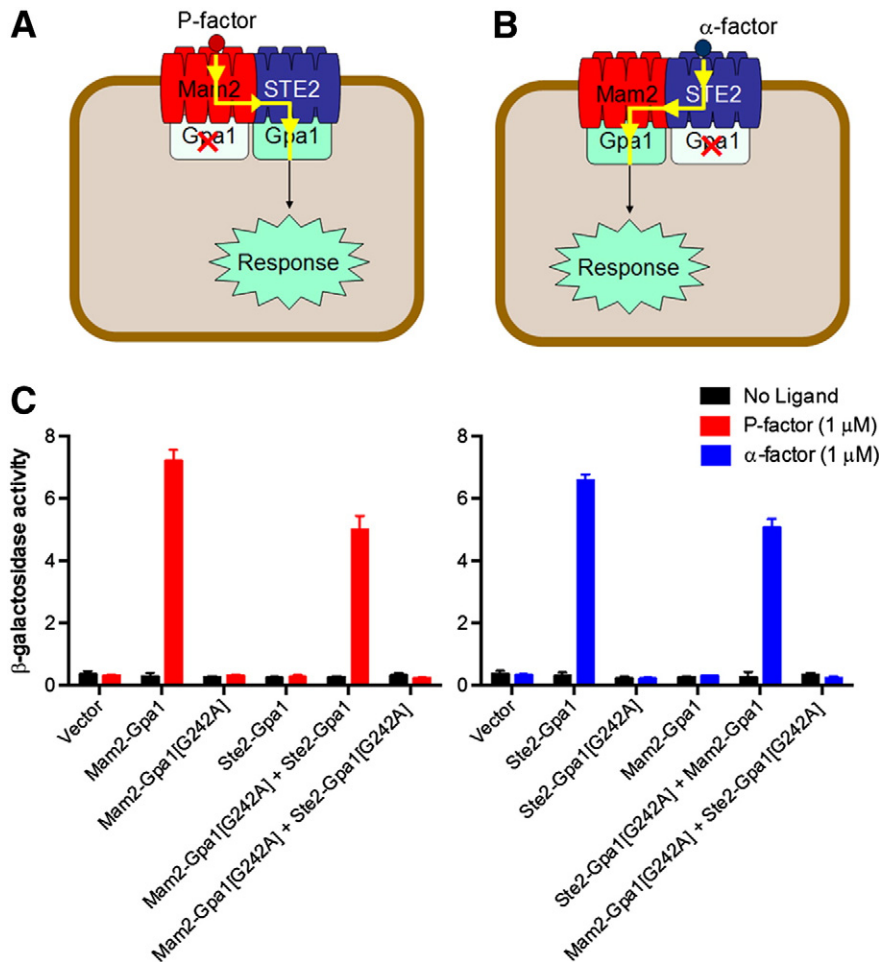 A
P-factor
Mam2
STE2
Gpa1
Gpa1
Response
B
α-factor
Mam2
STE2
Gpa1
Gpa1
Response
C
No Ligand
P-factor (1 μM)
α-factor (1 μM)
β-galactosidase activity
8
6
4
2
0
Vector
Mam2-Gpa1
Mam2-Gpa1[G242A]
Ste2-Gpa1
Mam2-Gpa1[G242A] + Ste2-Gpa1
Mam2-Gpa1[G242A] + Ste2-Gpa1[G242A]
8
6
4
2
0
Vector
Ste2-Gpa1
Ste2-Gpa1[G242A]
Mam2-Gpa1
Ste2-Gpa1[G242A] + Mam2-Gpa1
Mam2-Gpa1[G242A] + Ste2-Gpa1[G242A]